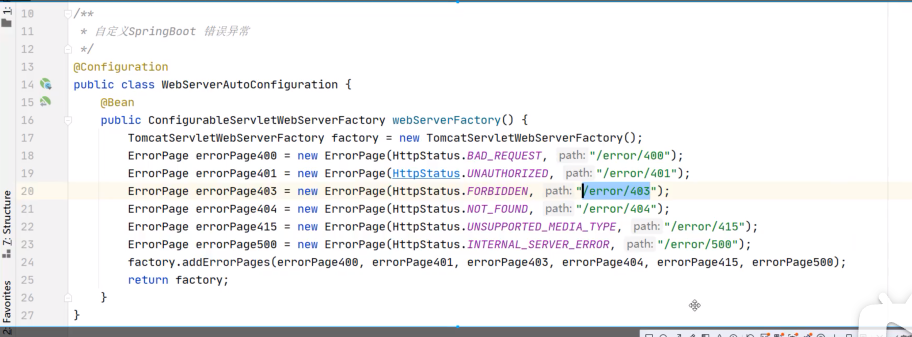 1:
10 /**
11 * 自定义SpringBoot 错误异常
12 */
13 @Configuration
14 public class WebServerAutoConfiguration {
15 @Bean
16 public ConfigurableServletWebServerFactory webServerFactory() {
17 TomcatServletWebServerFactory factory = new TomcatServletWebServerFactory();
18 ErrorPage errorPage400 = new ErrorPage(HttpStatus.BAD_REQUEST, path: "/error/400");
19 ErrorPage errorPage401 = new ErrorPage(HttpStatus.UNAUTHORIZED, path: "/error/401");
20 ErrorPage errorPage403 = new ErrorPage(HttpStatus.FORBIDDEN, path: "/error/403");
21 ErrorPage errorPage404 = new ErrorPage(HttpStatus.NOT_FOUND, path: "/error/404");
22 ErrorPage errorPage415 = new ErrorPage(HttpStatus.UNSUPPORTED_MEDIA_TYPE, path: "/error/415");
23 ErrorPage errorPage500 = new ErrorPage(HttpStatus.INTERNAL_SERVER_ERROR, path: "/error/500");
24 factory.addErrorPages(errorPage400, errorPage401, errorPage403, errorPage404, errorPage415, errorPage500);
25 return factory;
26 }
27 }
7: Structure
2: Favorites